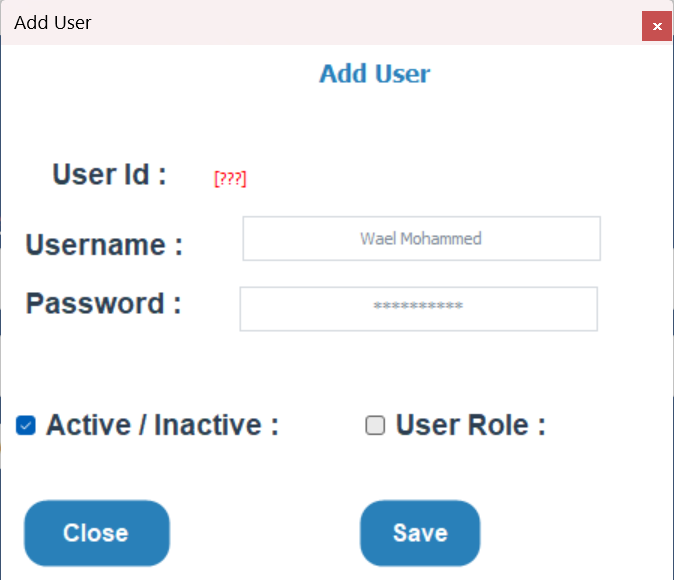 Add User
Add User
User Id : [???]
Username : Wael Mohammed
Password : **********
Active / Inactive : User Role :
Close Save